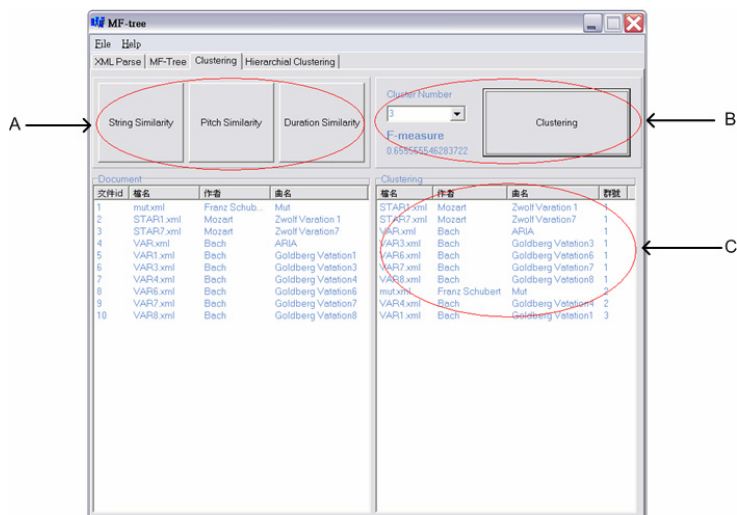 MF-tree
File Help
XML Parse MF-Tree Clustering Hierarchial Clustering
A
String Similarity Pitch Similarity Duration Similarity
Cluster Number
3
F-measure
0.655555546283722
Clustering
B
Document
文件id 檔名 作者 曲名
1 mut.xml Franz Schub... Mut
2 STAR1.xml Mozart Zwolf Varation 1
3 STAR7.xml Mozart Zwolf Varation7
4 VAR.xml Bach ARIA
5 VAR1.xml Bach Goldberg Vatation1
6 VAR3.xml Bach Goldberg Vatation3
7 VAR4.xml Bach Goldberg Vatation4
8 VAR6.xml Bach Goldberg Vatation6
9 VAR7.xml Bach Goldberg Vatation7
10 VAR8.xml Bach Goldberg Vatation8
Clustering
檔名 作者 曲名 群號
STAR1.xml Mozart Zwolf Varation 1 1
STAR7.xml Mozart Zwolf Varation7 1
VAR.xml Bach ARIA 1
VAR3.xml Bach Goldberg Vatation3 1
VAR6.xml Bach Goldberg Vatation6 1
VAR7.xml Bach Goldberg Vatation7 1
VAR8.xml Bach Goldberg Vatation8 1
mut.xml Franz Schubert Mut 2
VAR4.xml Bach Goldberg Vatation4 2
VAR1.xml Bach Goldberg Vatation1 3
C